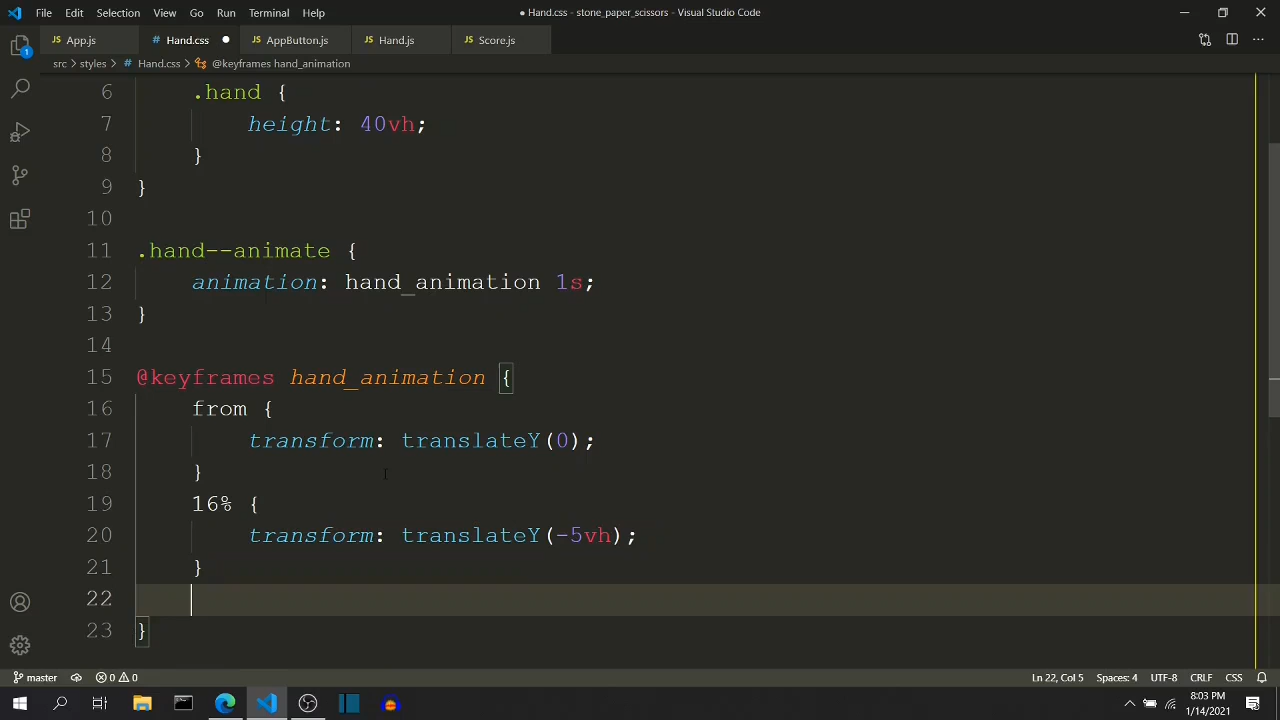 File Edit Selection View Go Run Terminal Help
● Hand.css - stone_paper_scissors - Visual Studio Code
App.js
# Hand.css ●
AppButton.js
Hand.js
Score.js
src > styles > # Hand.css > @keyframes hand_animation
6 .hand {
7 height: 40vh;
8 }
9 }
10
11 .hand--animate {
12 animation: hand_animation 1s;
13 }
14
15 @keyframes hand_animation {
16 from {
17 transform: translateY(0);
18 }
19 16% {
20 transform: translateY(-5vh);
21 }
22
23 }
1
master
0 0
Ln 22, Col 5
Spaces: 4
UTF-8
CRLF
CSS
8:03 PM
1/14/2021